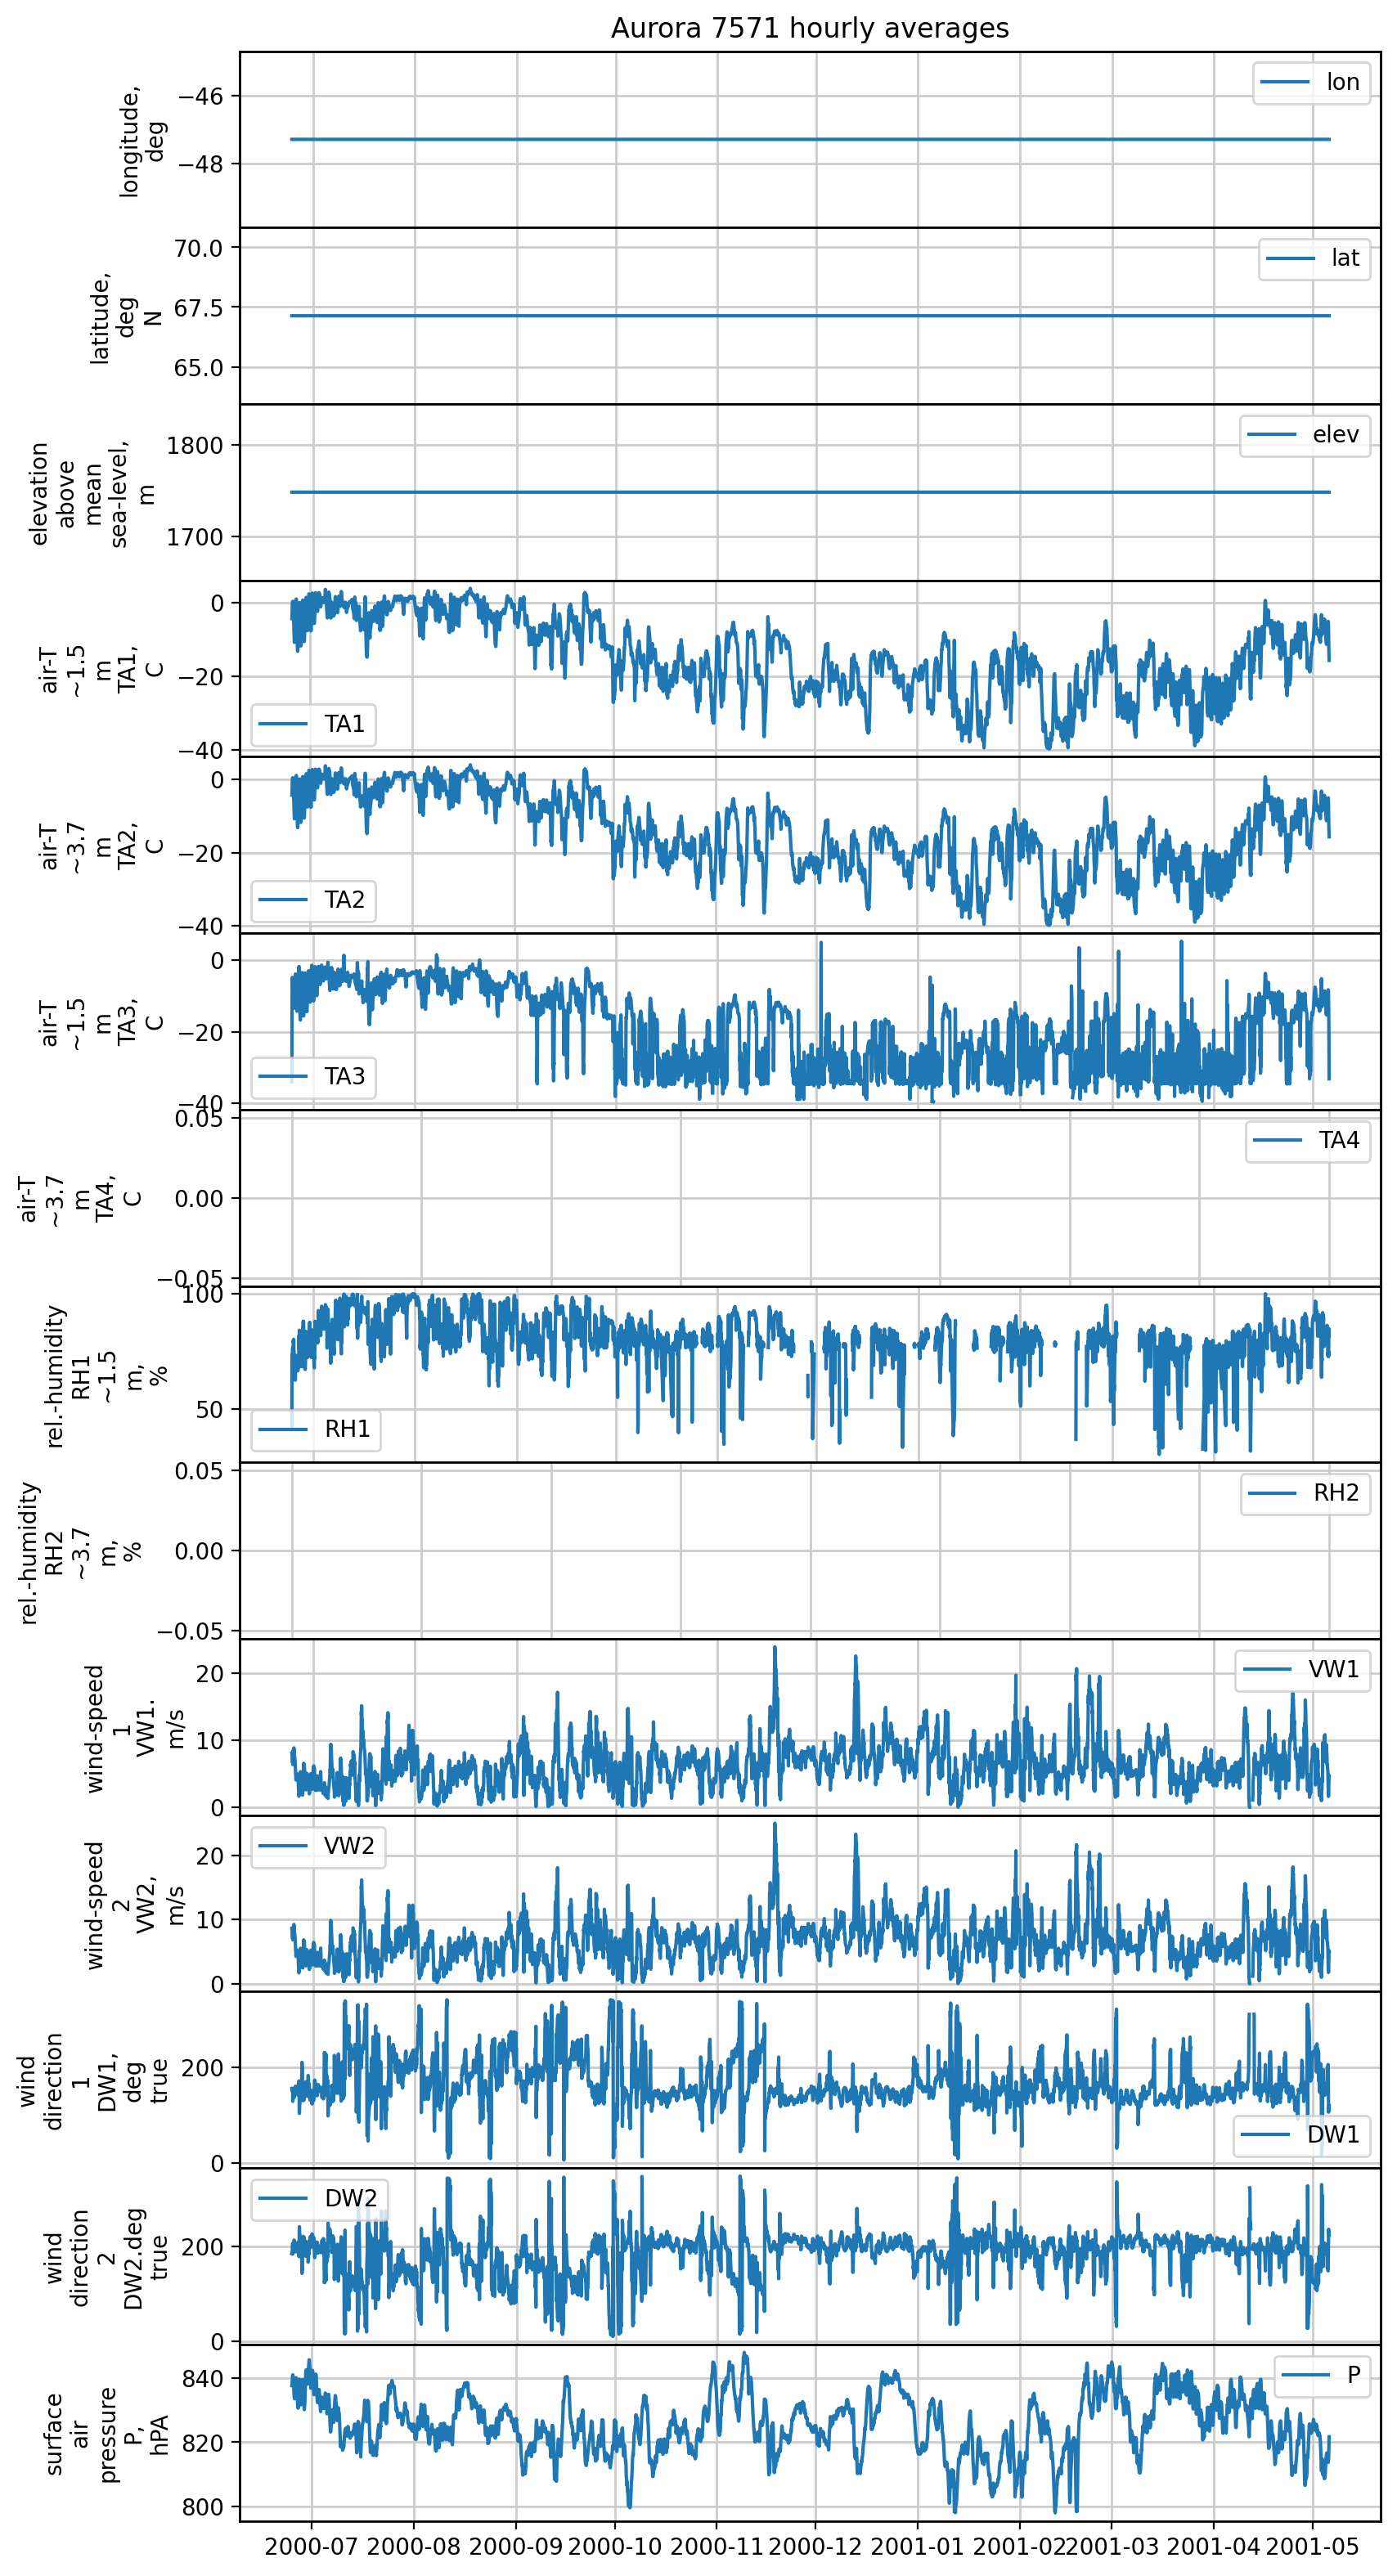 Aurora 7571 hourly averages
longitude,
deg
−46
−48
lon
latitude,
deg
N
70.0
67.5
65.0
lat
elevation
above
mean
sea-level,
m
1800
1700
elev
air-T
~1.5
m
TA1,
C
0
−20
−40
TA1
air-T
~3.7
m
TA2,
C
0
−20
−40
TA2
air-T
~1.5
m
TA3,
C
0
−20
−40
TA3
air-T
~3.7
m
TA4,
C
0.05
0.00
−0.05
TA4
rel.-humidity
RH1
~1.5
m,
%
100
50
RH1
rel.-humidity
RH2
~3.7
m,
%
0.05
0.00
−0.05
RH2
wind-speed
1
VW1.
m/s
20
10
0
VW1
wind-speed
2
VW2,
m/s
20
10
0
VW2
wind
direction
1
DW1,
deg
true
200
0
DW1
wind
direction
2
DW2.deg
true
200
0
DW2
surface
air
pressure
P,
hPA
840
820
800
P
2000-07 2000-08 2000-09 2000-10 2000-11 2000-12 2001-01 2001-02 2001-03 2001-04 2001-05